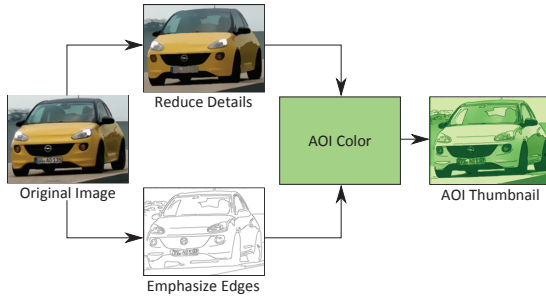 Reduce Details
AOI Color
Original Image
AOI Thumbnail
Emphasize Edges